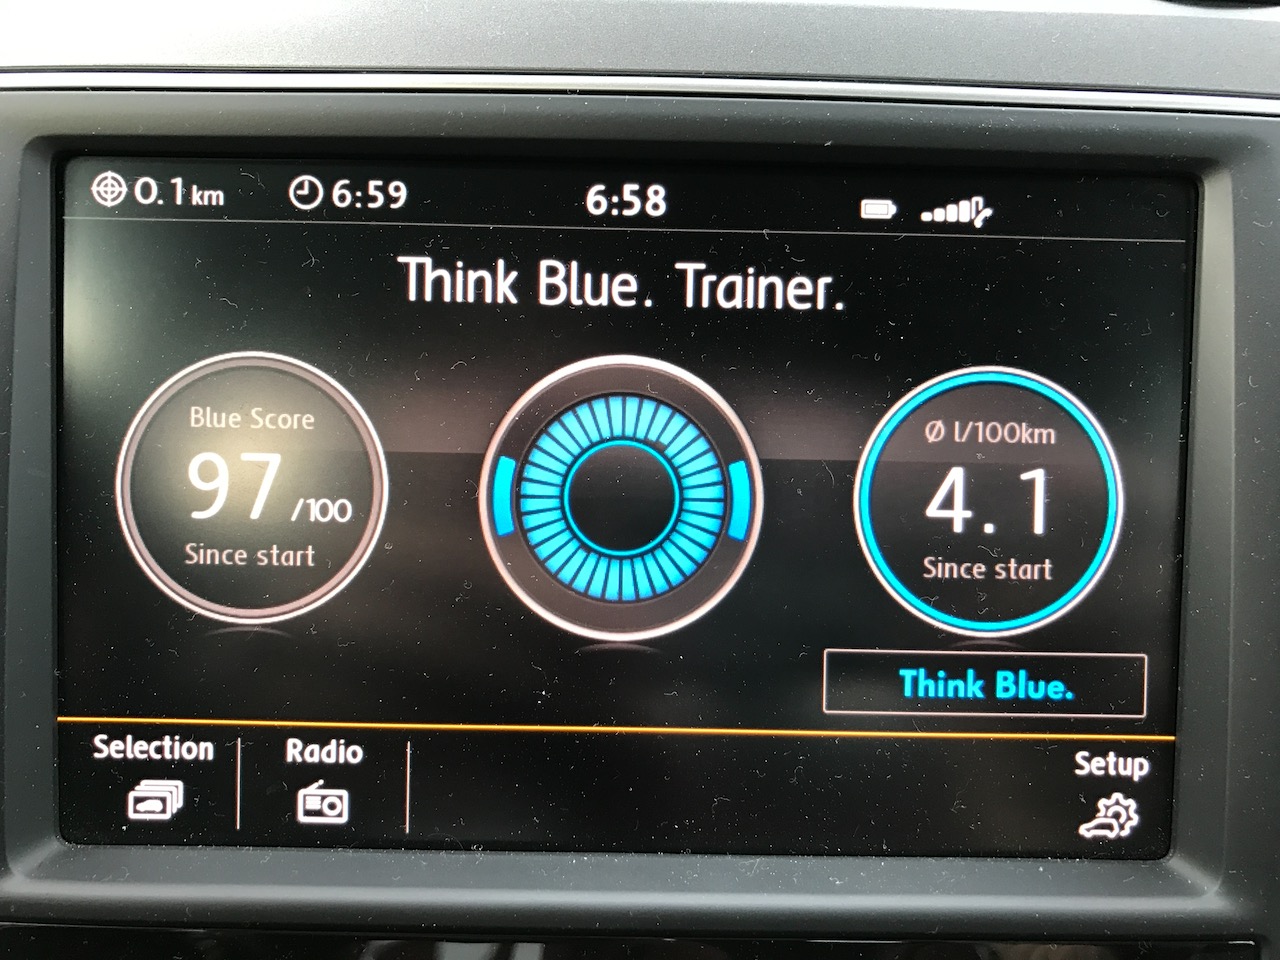 0.1 km 6:59 6:58
Think Blue. Trainer.
Blue Score
97/100
Since start
Ø l/100km
4.1
Since start
Think Blue.
Selection Radio Setup